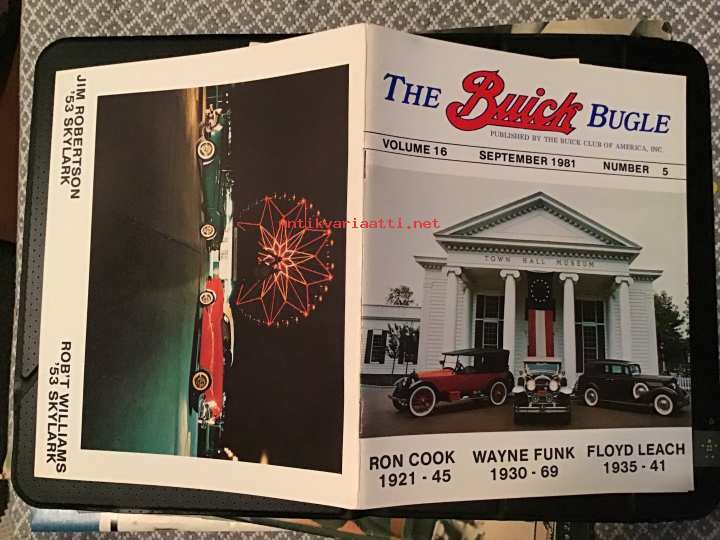 THE Buick BUGLE
PUBLISHED BY THE BUICK CLUB OF AMERICA, INC.
VOLUME 16 SEPTEMBER 1981 NUMBER 5
TOWN HALL MUSEUM
RON COOK WAYNE FUNK FLOYD LEACH
1921 - 45 1930 - 69 1935 - 41
JIM ROBERTSON
'53 SKYLARK
ROB'T WILLIAMS
'53 SKYLARK
antikvariaatti.net